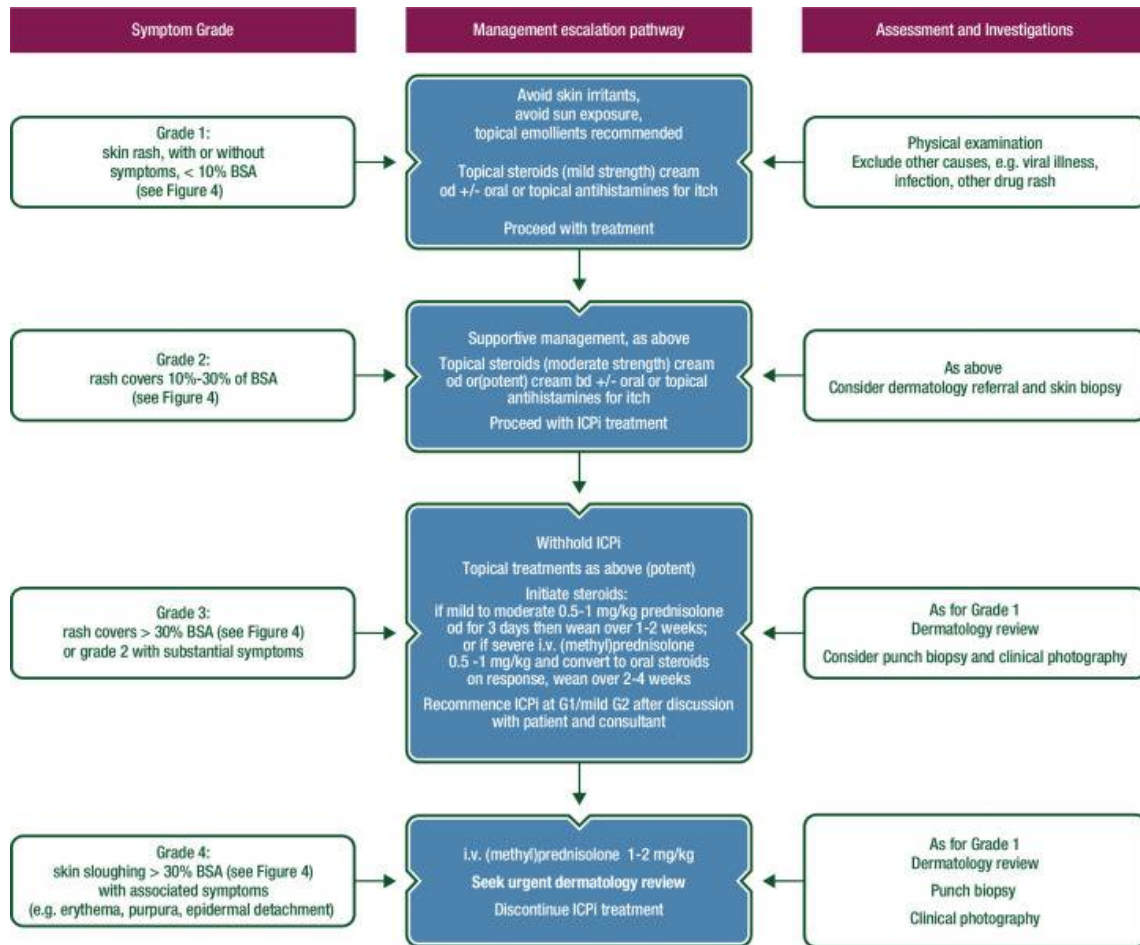 Symptom Grade
Management escalation pathway
Assessment and Investigations
Grade 1:
skin rash, with or without
symptoms, < 10% BSA
(see Figure 4)
Avoid skin irritants,
avoid sun exposure,
topical emollients recommended
Topical steroids (mild strength) cream
od +/- oral or topical antihistamines for itch
Proceed with treatment
Physical examination
Exclude other causes, e.g. viral illness,
infection, other drug rash
Grade 2:
rash covers 10%-30% of BSA
(see Figure 4)
Supportive management, as above
Topical steroids (moderate strength) cream
od or(potent) cream bd +/- oral or topical
antihistamines for itch
Proceed with ICPi treatment
As above
Consider dermatology referral and skin biopsy
Grade 3:
rash covers > 30% BSA (see Figure 4)
or grade 2 with substantial symptoms
Withhold ICPi
Topical treatments as above (potent)
Initiate steroids:
if mild to moderate 0.5-1 mg/kg prednisolone
od for 3 days then wean over 1-2 weeks;
or if severe i.v. (methyl)prednisolone
0.5 -1 mg/kg and convert to oral steroids
on response, wean over 2-4 weeks
Recommence ICPi at G1/mild G2 after discussion
with patient and consultant
As for Grade 1
Dermatology review
Consider punch biopsy and clinical photography
Grade 4:
skin sloughing > 30% BSA (see Figure 4)
with associated symptoms
(e.g. erythema, purpura, epidermal detachment)
i.v. (methyl)prednisolone 1-2 mg/kg
Seek urgent dermatology review
Discontinue ICPi treatment
As for Grade 1
Dermatology review
Punch biopsy
Clinical photography